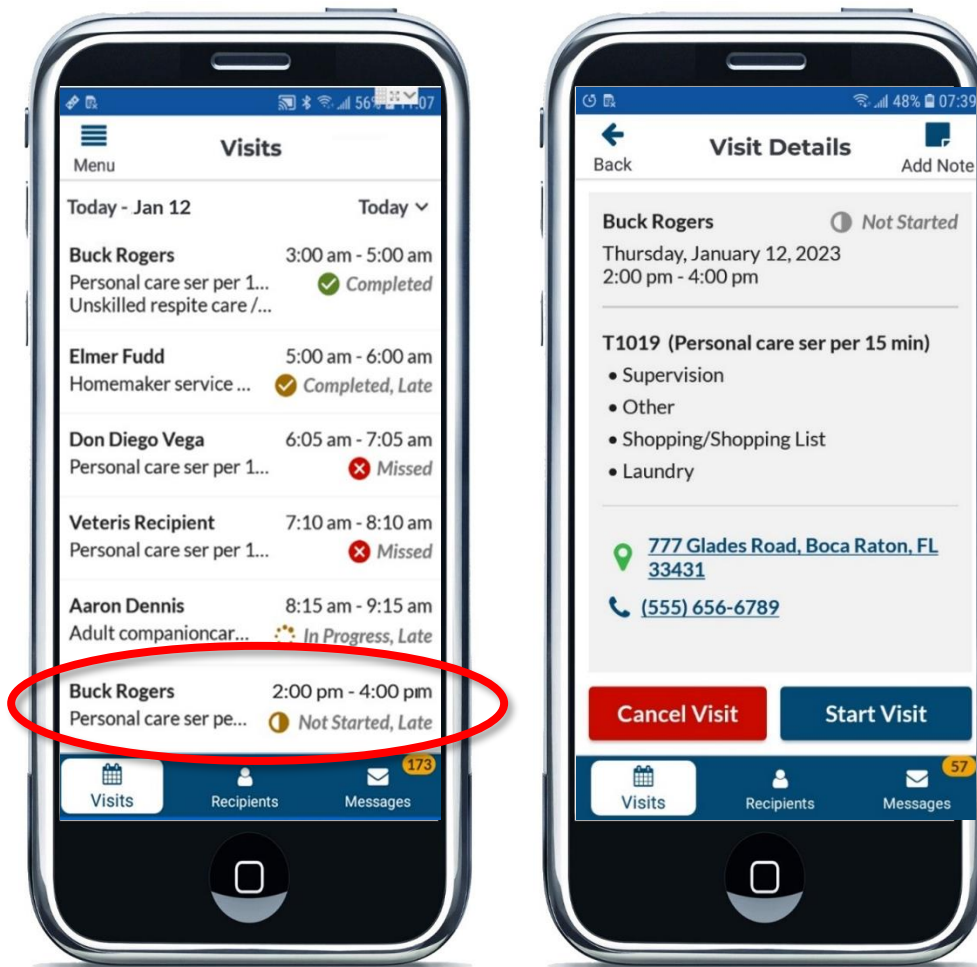 56%
11:07
Menu
Visits
Today - Jan 12
Today
Buck Rogers
3:00 am - 5:00 am
Personal care ser per 1...
Completed
Unskilled respite care /...
Elmer Fudd
5:00 am - 6:00 am
Homemaker service ...
Completed, Late
Don Diego Vega
6:05 am - 7:05 am
Personal care ser per 1...
Missed
Veteris Recipient
7:10 am - 8:10 am
Personal care ser per 1...
Missed
Aaron Dennis
8:15 am - 9:15 am
Adult companioncar...
In Progress, Late
Buck Rogers
2:00 pm - 4:00 pm
Personal care ser pe...
Not Started, Late
173
Visits
Recipients
Messages
48% 07:39
Back
Visit Details
Add Note
Buck Rogers
Not Started
Thursday, January 12, 2023
2:00 pm - 4:00 pm
T1019 (Personal care ser per 15 min)
• Supervision
• Other
• Shopping/Shopping List
• Laundry
777 Glades Road, Boca Raton, FL
33431
(555) 656-6789
Cancel Visit
Start Visit
57
Visits
Recipients
Messages